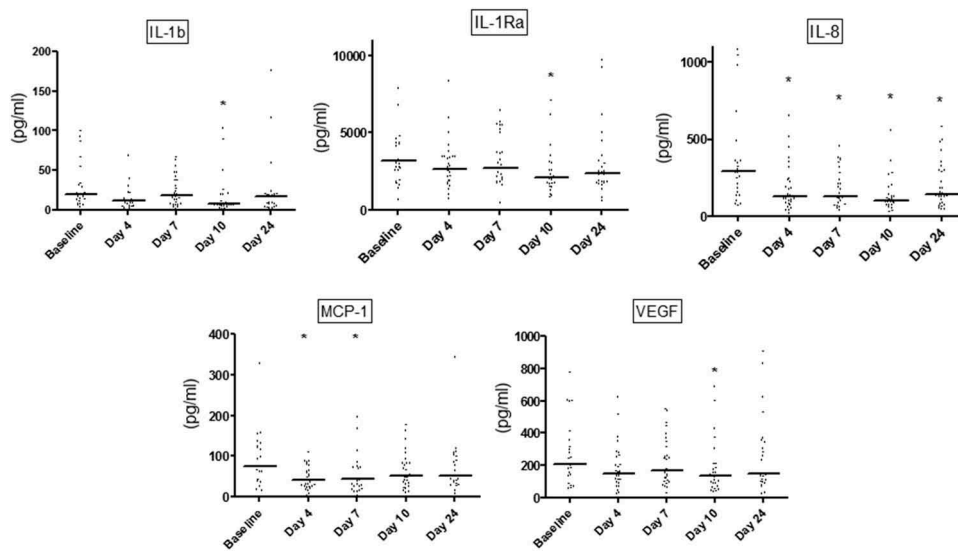 IL-1b
(pg/ml)
200
150
100
50
0
*
Baseline
Day 4
Day 7
Day 10
Day 24
IL-1Ra
(pg/ml)
10000
5000
0
*
Baseline
Day 4
Day 7
Day 10
Day 24
IL-8
(pg/ml)
1000
500
0
*
*
*
*
Baseline
Day 4
Day 7
Day 10
Day 24
MCP-1
(pg/ml)
400
300
200
100
0
*
*
Baseline
Day 4
Day 7
Day 10
Day 24
VEGF
(pg/ml)
1000
800
600
400
200
0
*
Baseline
Day 4
Day 7
Day 10
Day 24